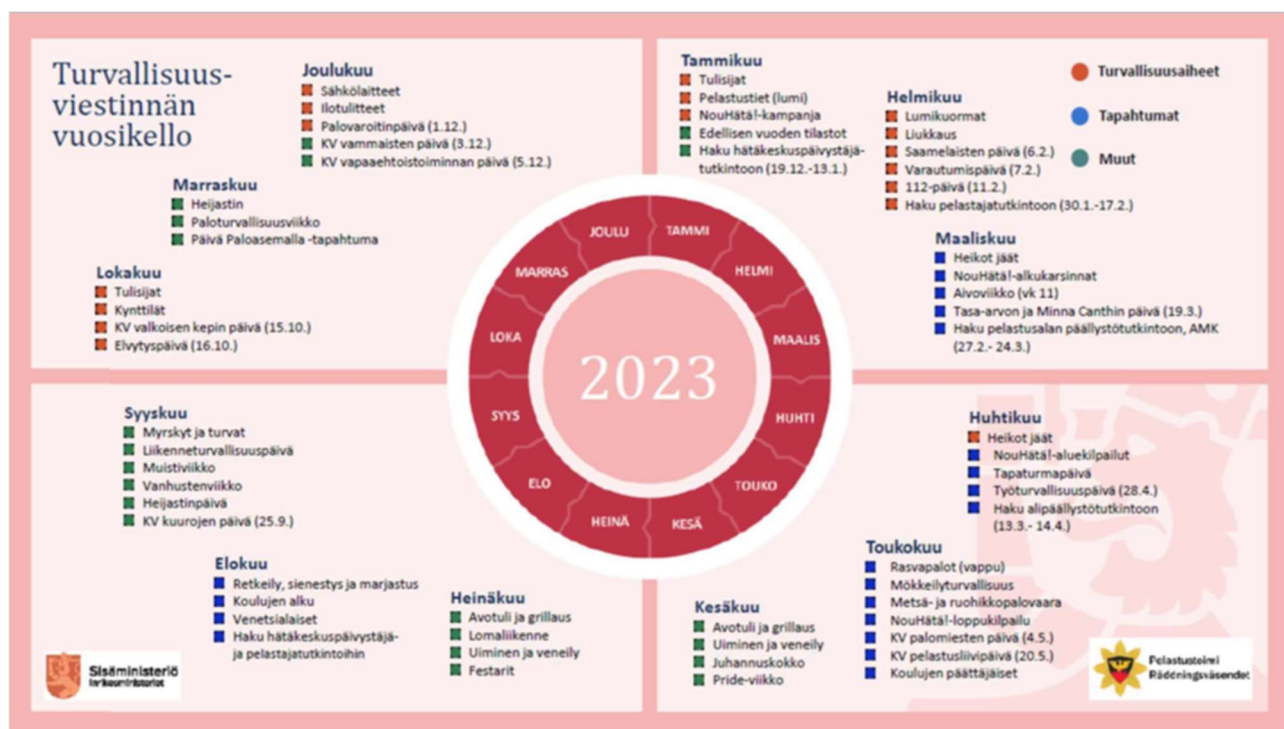 Turvallisuus-
viestinnän
vuosikello
Joulukuu
Sähkölaitteet
Ilotulitteet
Palovaroitinpäivä (1.12.)
KV vammaisten päivä (3.12.)
KV vapaaehtoistoiminnan päivä (5.12.)
Marraskuu
Heijastin
Paloturvallisuusviikko
Päivä Paloasemalla -tapahtuma
Lokakuu
Tulisijat
Kynttilät
KV valkoisen kepin päivä (15.10.)
Elvytyspäivä (16.10.)
Tammikuu
Tulisijat
Pelastustiet (lumi)
NouHätä!-kampanja
Edellisen vuoden tilastot
Haku hätäkeskuspäivystäjä-
tutkintoon (19.12.-13.1.)
Helmikuu
Lumikuormat
Liukkaus
Saamelaisten päivä (6.2.)
Varautumispäivä (7.2.)
112-päivä (11.2.)
Haku pelastajatutkintoon (30.1.-17.2.)
Turvallisuusaiheet
Tapahtumat
Muut
Maaliskuu
Heikot jäät
NouHätä!-alkukarsinnat
Aivoviikko (vk 11)
Tasa-arvon ja Minna Canthin päivä (19.3.)
Haku pelastusalan päällystötutkintoon, AMK
(27.2.- 24.3.)
JOULU
TAMMI
MARRAS
HELMI
LOKA
MAALIS
2023
SYYS
HUHTI
ELO
TOUKO
HEINÄ
KESÄ
Syyskuu
Myrskyt ja turvat
Liikenneturvallisuuspäivä
Muistiviikko
Vanhustenviikko
Heijastinpäivä
KV kuurojen päivä (25.9.)
Elokuu
Retkeily, sienestys ja marjastus
Koulujen alku
Venetsialaiset
Haku hätäkeskuspäivystäjä-
ja pelastajatutkintoihin
Heinäkuu
Avotuli ja grillaus
Lomaliikenne
Uiminen ja veneily
Festarit
Huhtikuu
Heikot jäät
NouHätä!-aluekilpailut
Tapaturmapäivä
Työturvallisuuspäivä (28.4.)
Haku alipäällystötutkintoon
(13.3.- 14.4.)
Toukokuu
Rasvapalot (vappu)
Mökkeilyturvallisuus
Metsä- ja ruohikkopalovaara
NouHätä!-loppukilpailu
KV palomiesten päivä (4.5.)
KV pelastusliivipäivä (20.5.)
Koulujen päättäjäiset
Kesäkuu
Avotuli ja grillaus
Uiminen ja veneily
Juhannuskokko
Pride-viikko
Sisäministeriö
Inrikesministeriet
Pelastustoimi
Räddningsväsendet